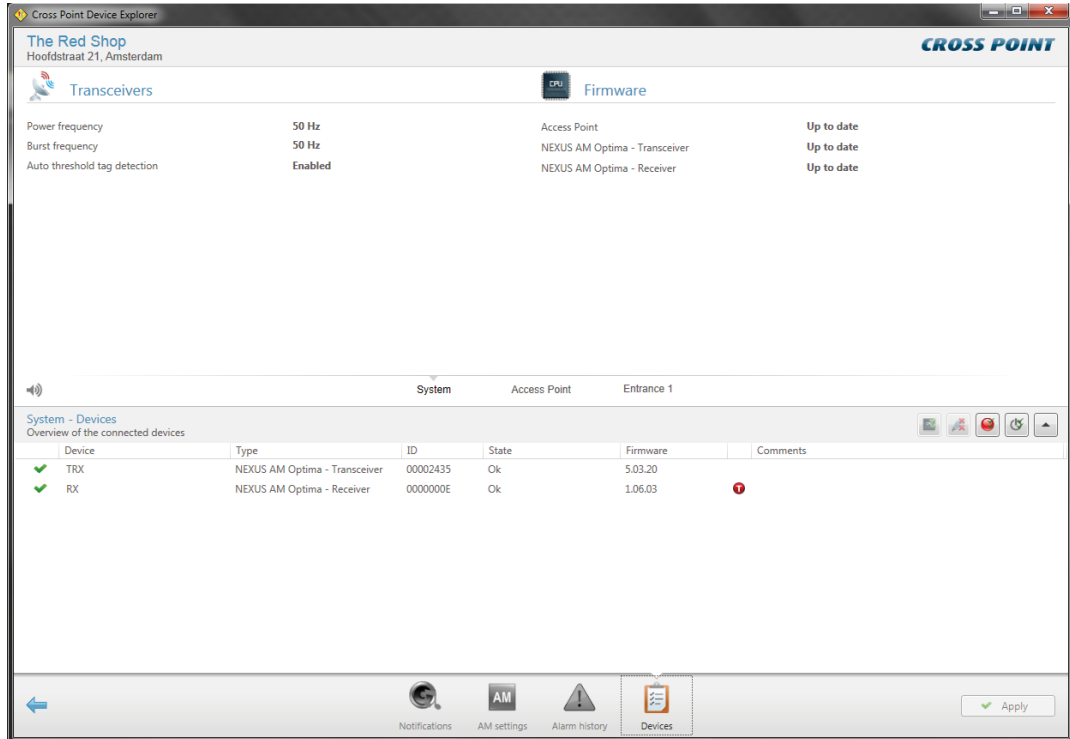 Cross Point Device Explorer
The Red Shop
Hoofdstraat 21, Amsterdam
CROSS POINT
Transceivers
CPU
Firmware
Power frequency 50 Hz
Access Point Up to date
Burst frequency 50 Hz
NEXUS AM Optima - Transceiver Up to date
Auto threshold tag detection Enabled
NEXUS AM Optima - Receiver Up to date
System Access Point Entrance 1
System - Devices
Overview of the connected devices
Device Type ID State Firmware Comments
TRX NEXUS AM Optima - Transceiver 00002435 Ok 5.03.20
RX NEXUS AM Optima - Receiver 0000000E Ok 1.06.03 T
AM
Notifications AM settings Alarm history Devices
Apply